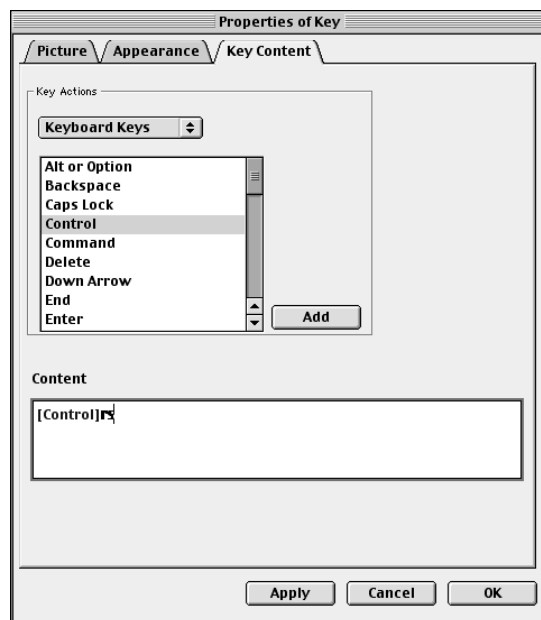 Properties of Key
Picture
Appearance
Key Content
Key Actions
Keyboard Keys
Alt or Option
Backspace
Caps Lock
Control
Command
Delete
Down Arrow
End
Enter
Add
Content
[Control]rs
Apply
Cancel
OK